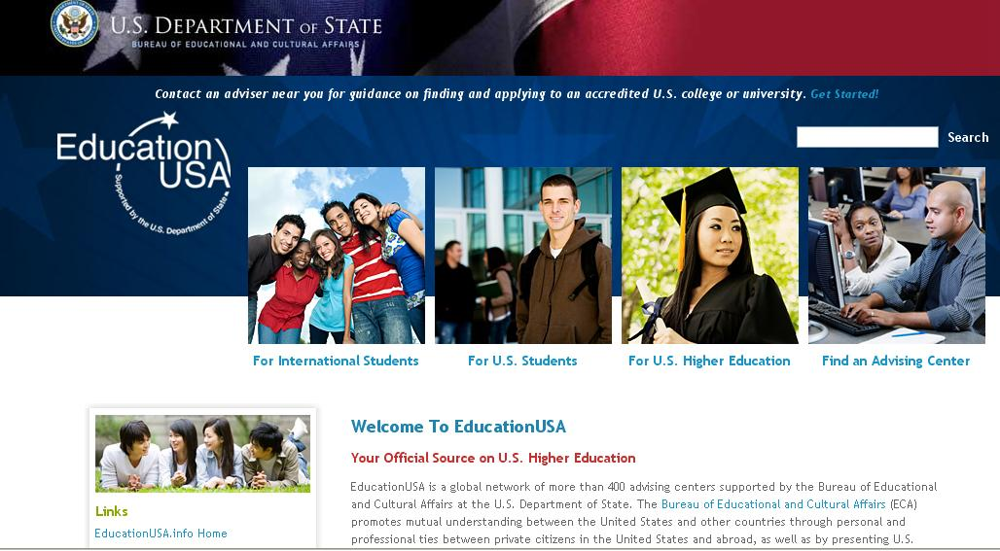 U.S. DEPARTMENT OF STATE
BUREAU OF EDUCATIONAL AND CULTURAL AFFAIRS
Contact an adviser near you for guidance on finding and applying to an accredited U.S. college or university. Get Started!
Search
Education
USA
Supported by the U.S. Department of State
For International Students
For U.S. Students
For U.S. Higher Education
Find an Advising Center
Welcome To EducationUSA
Your Official Source on U.S. Higher Education
EducationUSA is a global network of more than 400 advising centers supported by the Bureau of Educational
and Cultural Affairs at the U.S. Department of State. The Bureau of Educational and Cultural Affairs (ECA)
promotes mutual understanding between the United States and other countries through personal and
professional ties between private citizens in the United States and abroad, as well as by presenting U.S.
Links
EducationUSA.info Home